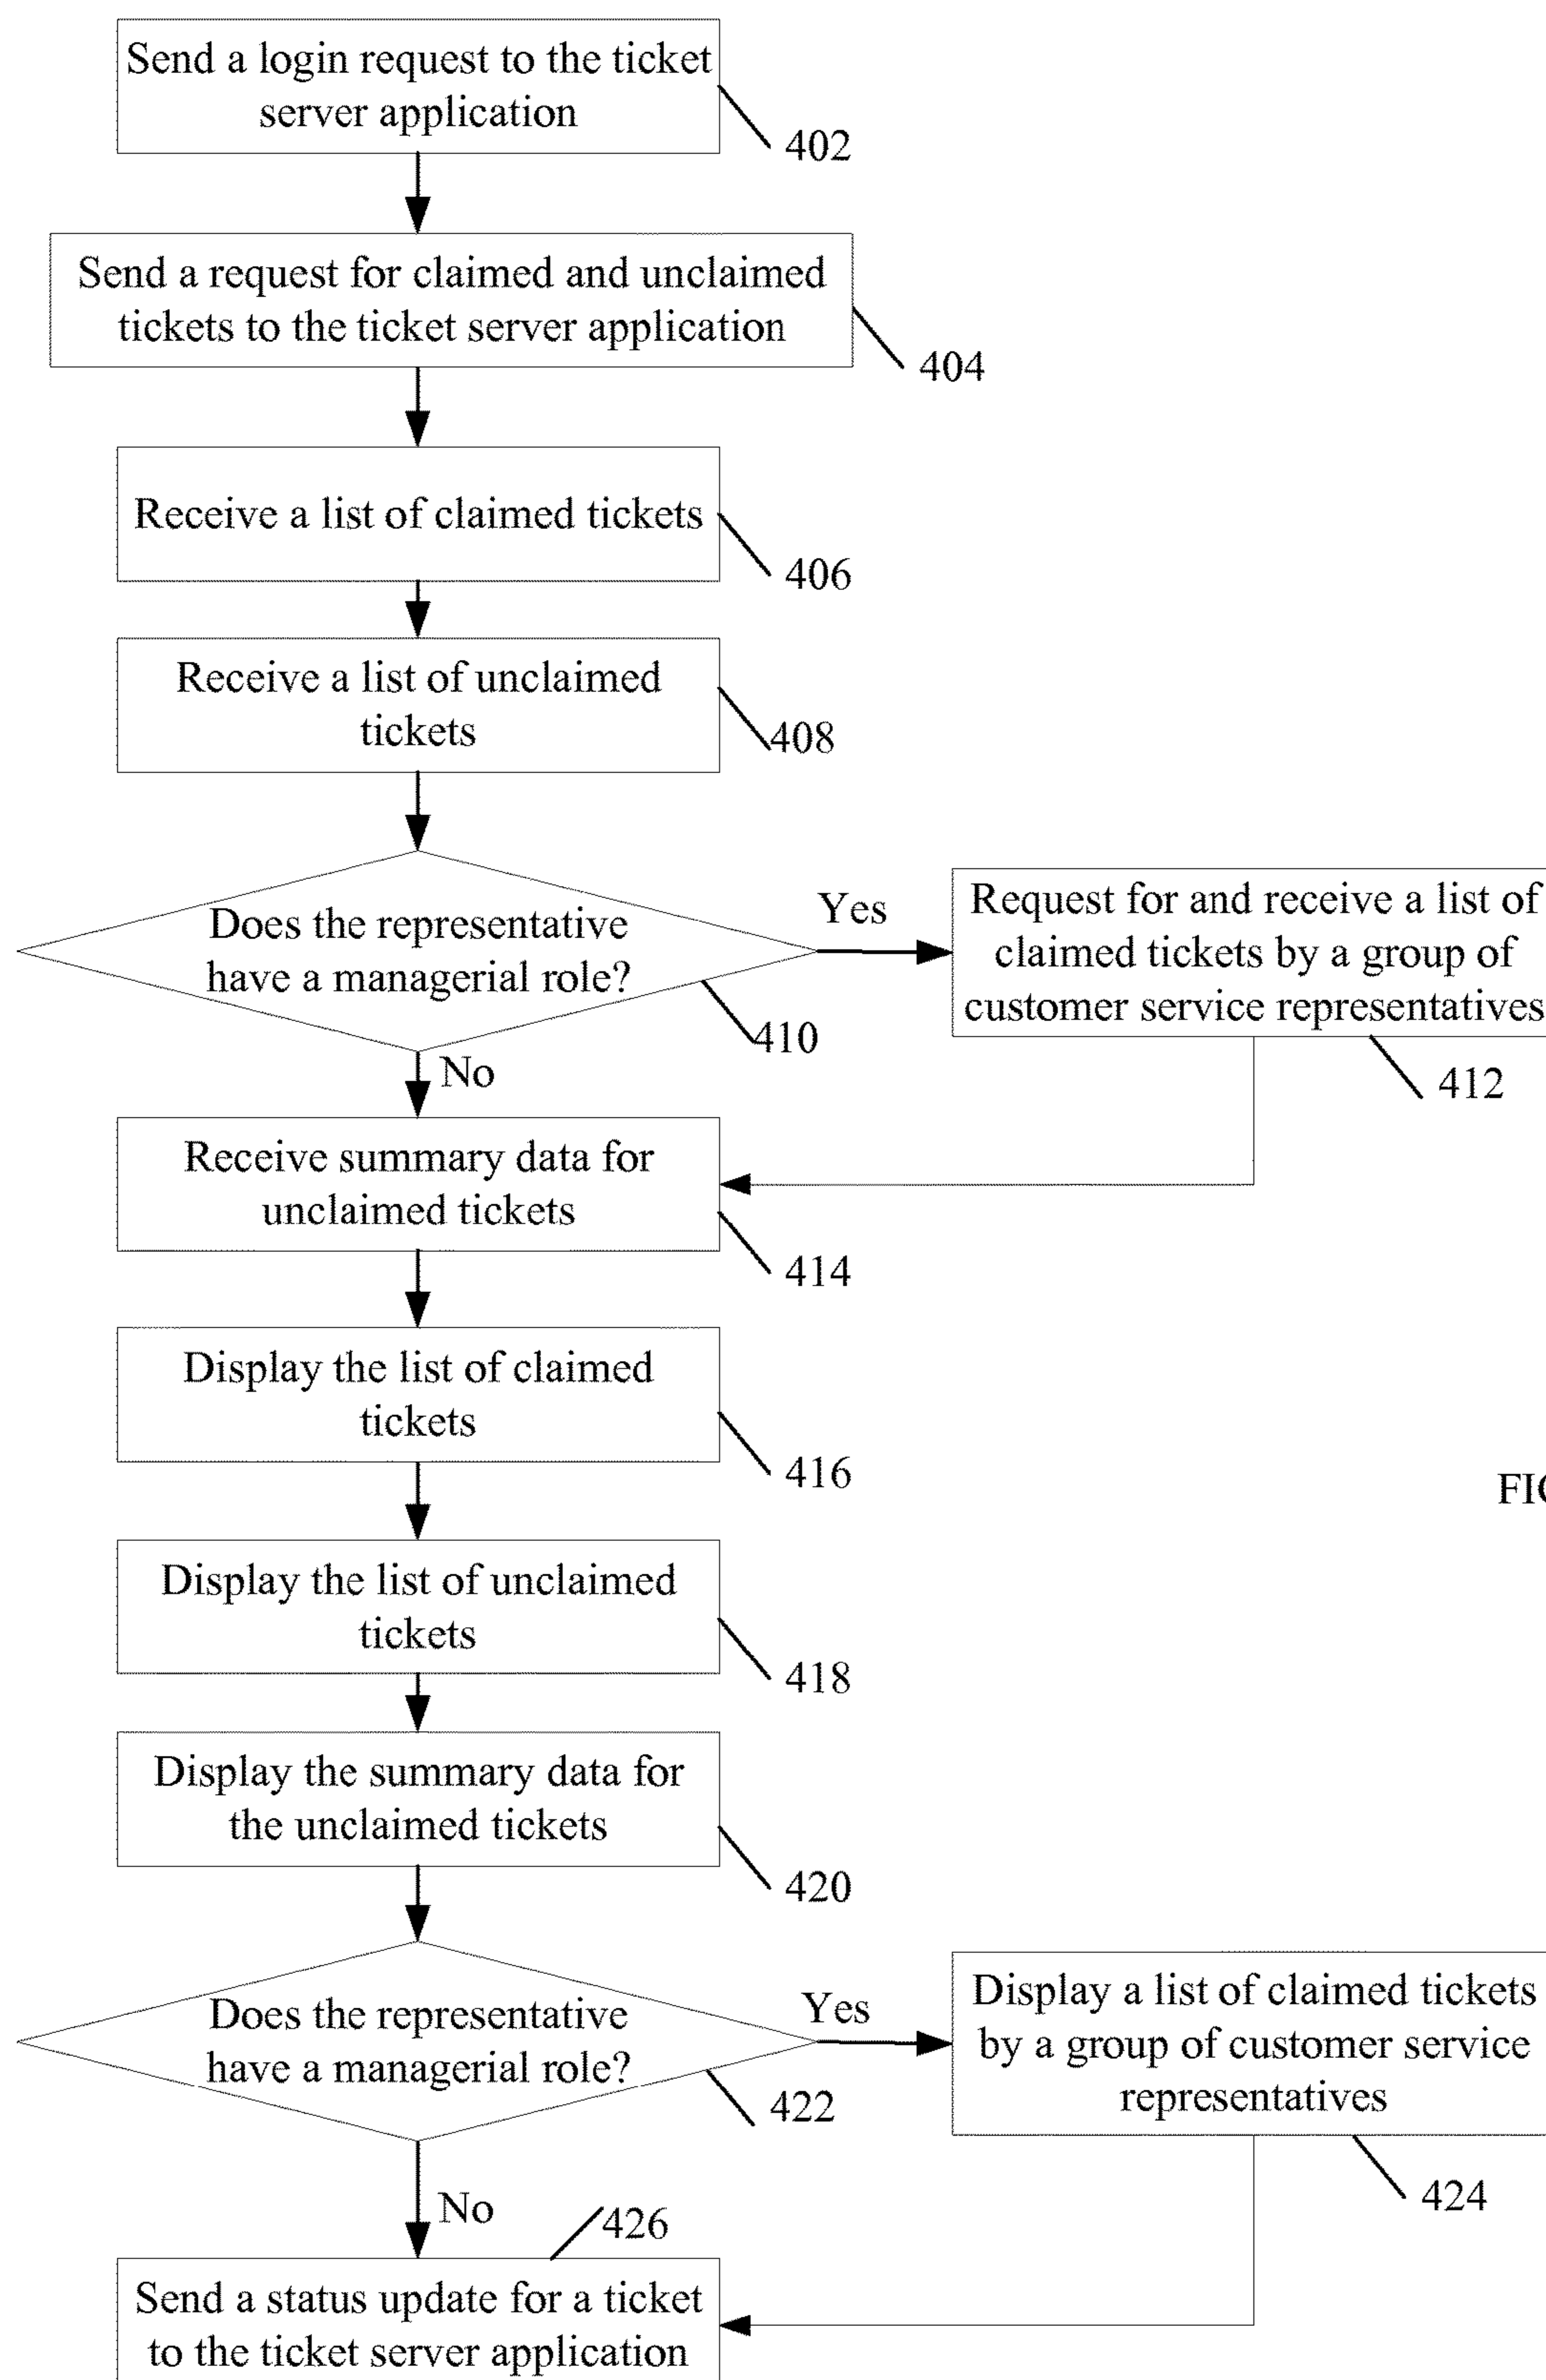 Send a login request to the ticket
server application
402
Send a request for claimed and unclaimed
tickets to the ticket server application
404
Receive a list of claimed tickets
406
Receive a list of unclaimed
tickets
408
Does the representative
have a managerial role?
410
Yes
Request for and receive a list of
claimed tickets by a group of
customer service representatives
412
No
Receive summary data for
unclaimed tickets
414
Display the list of claimed
tickets
416
FIG
Display the list of unclaimed
tickets
418
Display the summary data for
the unclaimed tickets
420
Does the representative
have a managerial role?
422
Yes
Display a list of claimed tickets
by a group of customer service
representatives
424
No
426
Send a status update for a ticket
to the ticket server application